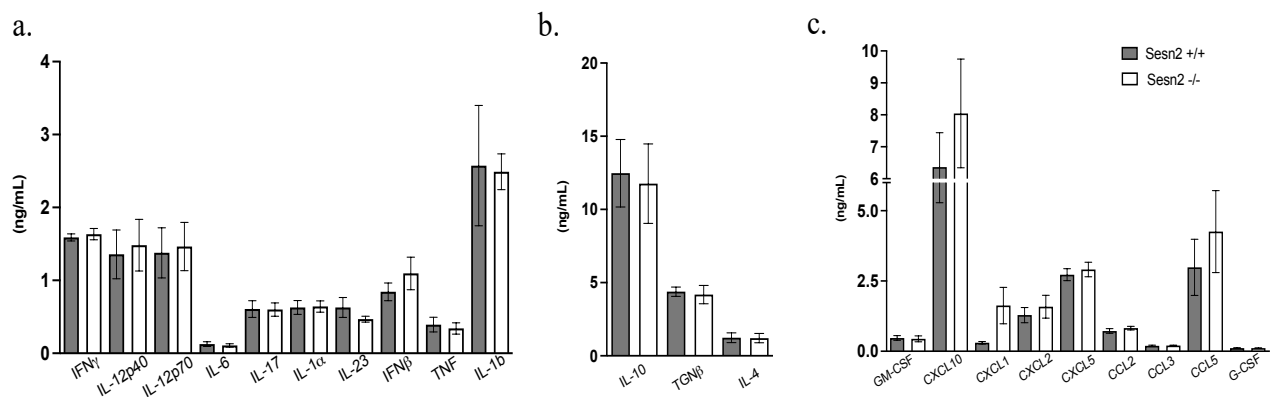 a.
(ng/mL)
4
3
2
1
0
IFNγ
IL-12p40
IL-12p70
IL-6
IL-17
IL-1α
IL-23
IFNβ
TNF
IL-1b
b.
(ng/mL)
20
15
10
5
0
IL-10
TGNβ
IL-4
c.
Sesn2 +/+
Sesn2 -/-
(ng/mL)
10
9
8
7
6
5.0
2.5
0.0
GM-CSF
CXCL10
CXCL1
CXCL2
CXCL5
CCL2
CCL3
CCL5
G-CSF